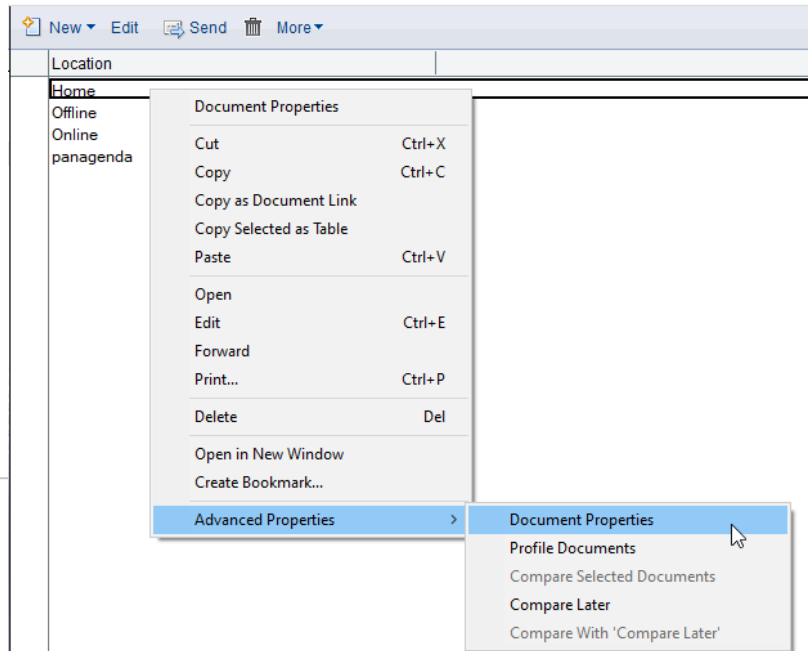 New Edit Send More
Location
Home
Offline
Online
panagenda
Document Properties
Cut Ctrl+X
Copy Ctrl+C
Copy as Document Link
Copy Selected as Table
Paste Ctrl+V
Open
Edit Ctrl+E
Forward
Print... Ctrl+P
Delete Del
Open in New Window
Create Bookmark...
Advanced Properties
Document Properties
Profile Documents
Compare Selected Documents
Compare Later
Compare With 'Compare Later'